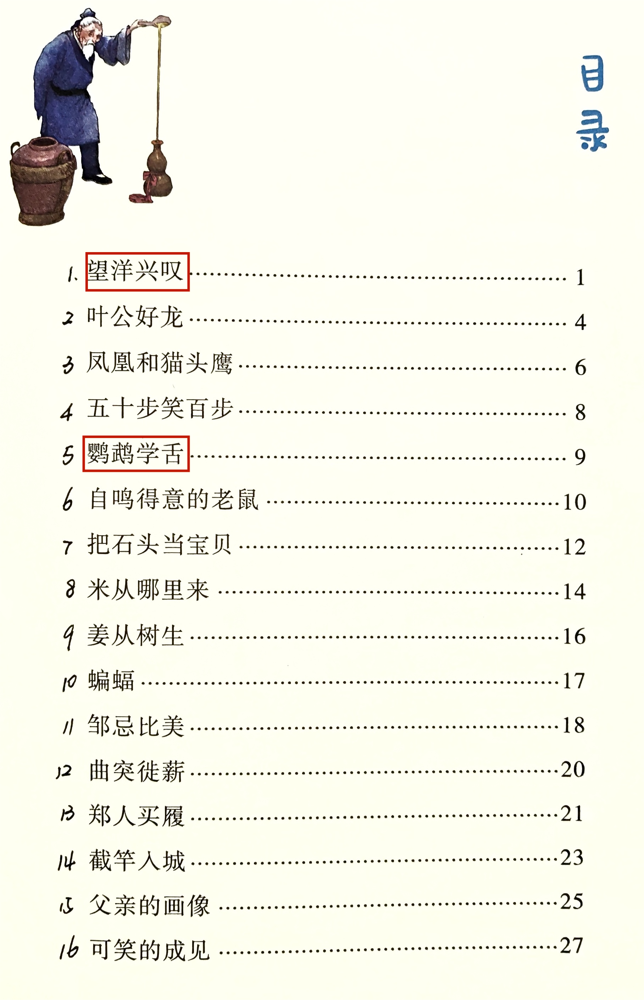 目录
1. 望洋兴叹 1
2 叶公好龙 4
3 凤凰和猫头鹰 6
4 五十步笑百步 8
5 鹦鹉学舌 9
6 自鸣得意的老鼠 10
7 把石头当宝贝 12
8 米从哪里来 14
9 姜从树生 16
10 蝙蝠 17
11 邹忌比美 18
12 曲突徙薪 20
13 郑人买履 21
14 截竿入城 23
15 父亲的画像 25
16 可笑的成见 27